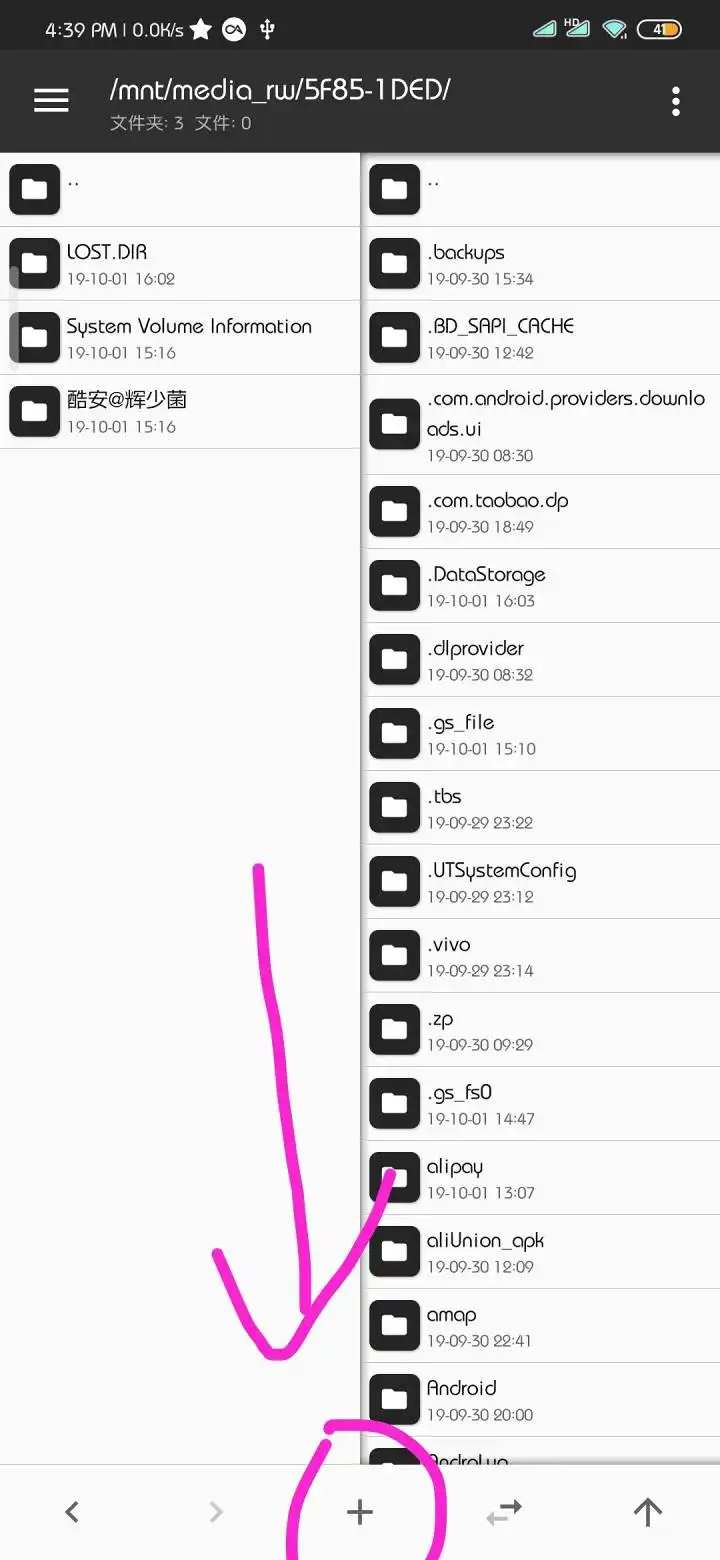 4:39 PM | 0.0K/s
HD
41
/mnt/media_rw/5F85-1DED/
文件夹: 3 文件: 0
..
LOST.DIR
19-10-01 16:02
System Volume Information
19-10-01 15:16
酷安@辉少菌
19-10-01 15:16
..
.backups
19-09-30 15:34
.BD_SAPI_CACHE
19-09-30 12:42
.com.android.providers.downlo
ads.ui
19-09-30 08:30
.com.taobao.dp
19-09-30 18:49
.DataStorage
19-10-01 16:03
.dlprovider
19-09-30 08:32
.gs_file
19-10-01 15:10
.tbs
19-09-29 23:22
.UTSystemConfig
19-09-29 23:12
.vivo
19-09-29 23:14
.zp
19-09-30 09:29
.gs_fs0
19-10-01 14:47
alipay
19-10-01 13:07
aliUnion_apk
19-09-30 12:09
amap
19-09-30 22:41
Android
19-09-30 20:00